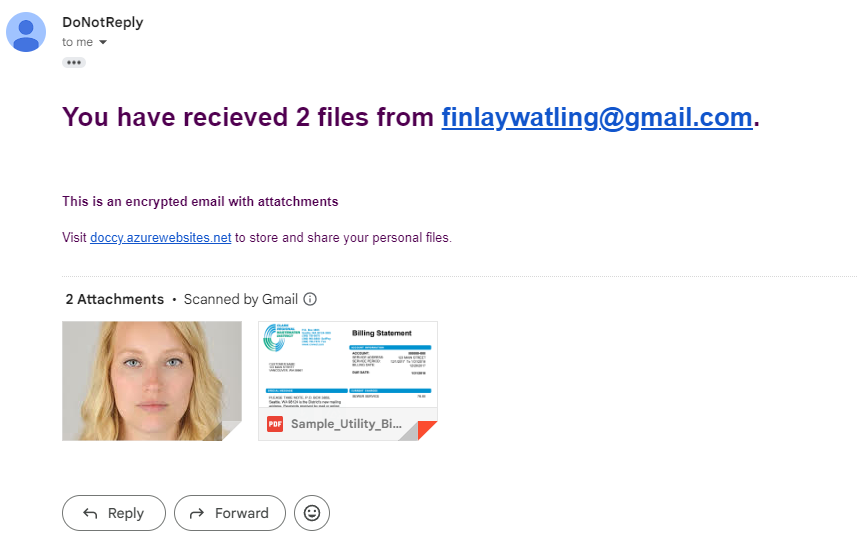 DoNotReply
to me
You have recieved 2 files from finlaywatling@gmail.com.
This is an encrypted email with attatchments
Visit doccy.azurewebsites.net to store and share your personal files.
2 Attachments • Scanned by Gmail
Billing Statement
PDF Sample_Utility_Bi...
Reply
Forward